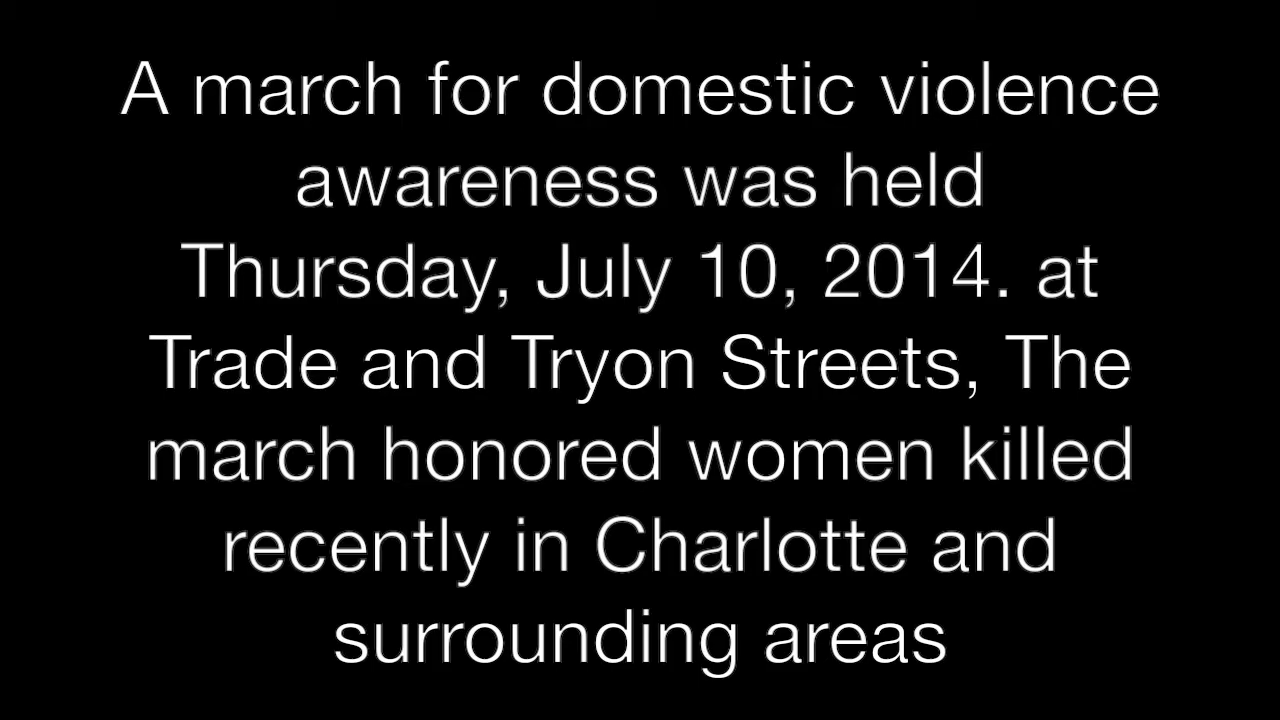 A march for domestic violence
awareness was held
Thursday, July 10, 2014. at
Trade and Tryon Streets, The
march honored women killed
recently in Charlotte and
surrounding areas